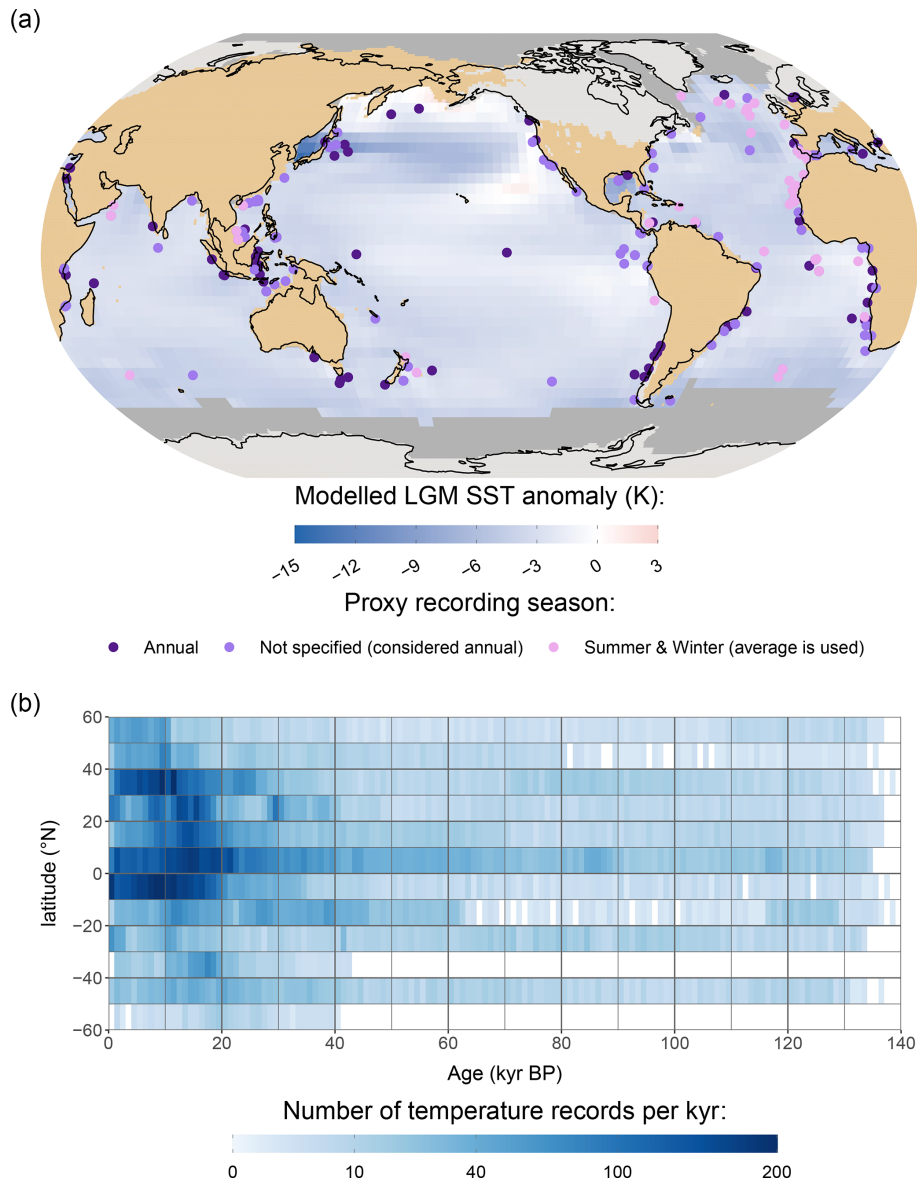 (a)
Modelled LGM SST anomaly (K):
−15 −12 −9 −6 −3 0 3
Proxy recording season:
Annual Not specified (considered annual) Summer & Winter (average is used)
(b)
60
40
20
0
−20
−40
−60
latitude (°N)
0 20 40 60 80 100 120 140
Age (kyr BP)
Number of temperature records per kyr:
0 10 40 100 200